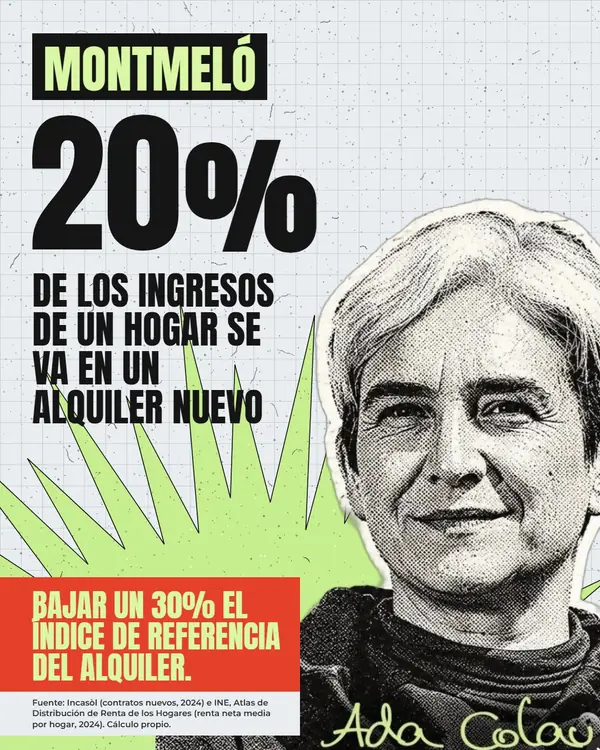 MONTMELÓ
20%
DE LOS INGRESOS
DE UN HOGAR SE
VA EN UN
ALQUILER NUEVO
BAJAR UN 30% EL
ÍNDICE DE REFERENCIA
DEL ALQUILER.
Fuente: Incasòl (contratos nuevos, 2024) e INE, Atlas de
Distribución de Renta de los Hogares (renta neta media
por hogar, 2024). Cálculo propio.
Ada Colau